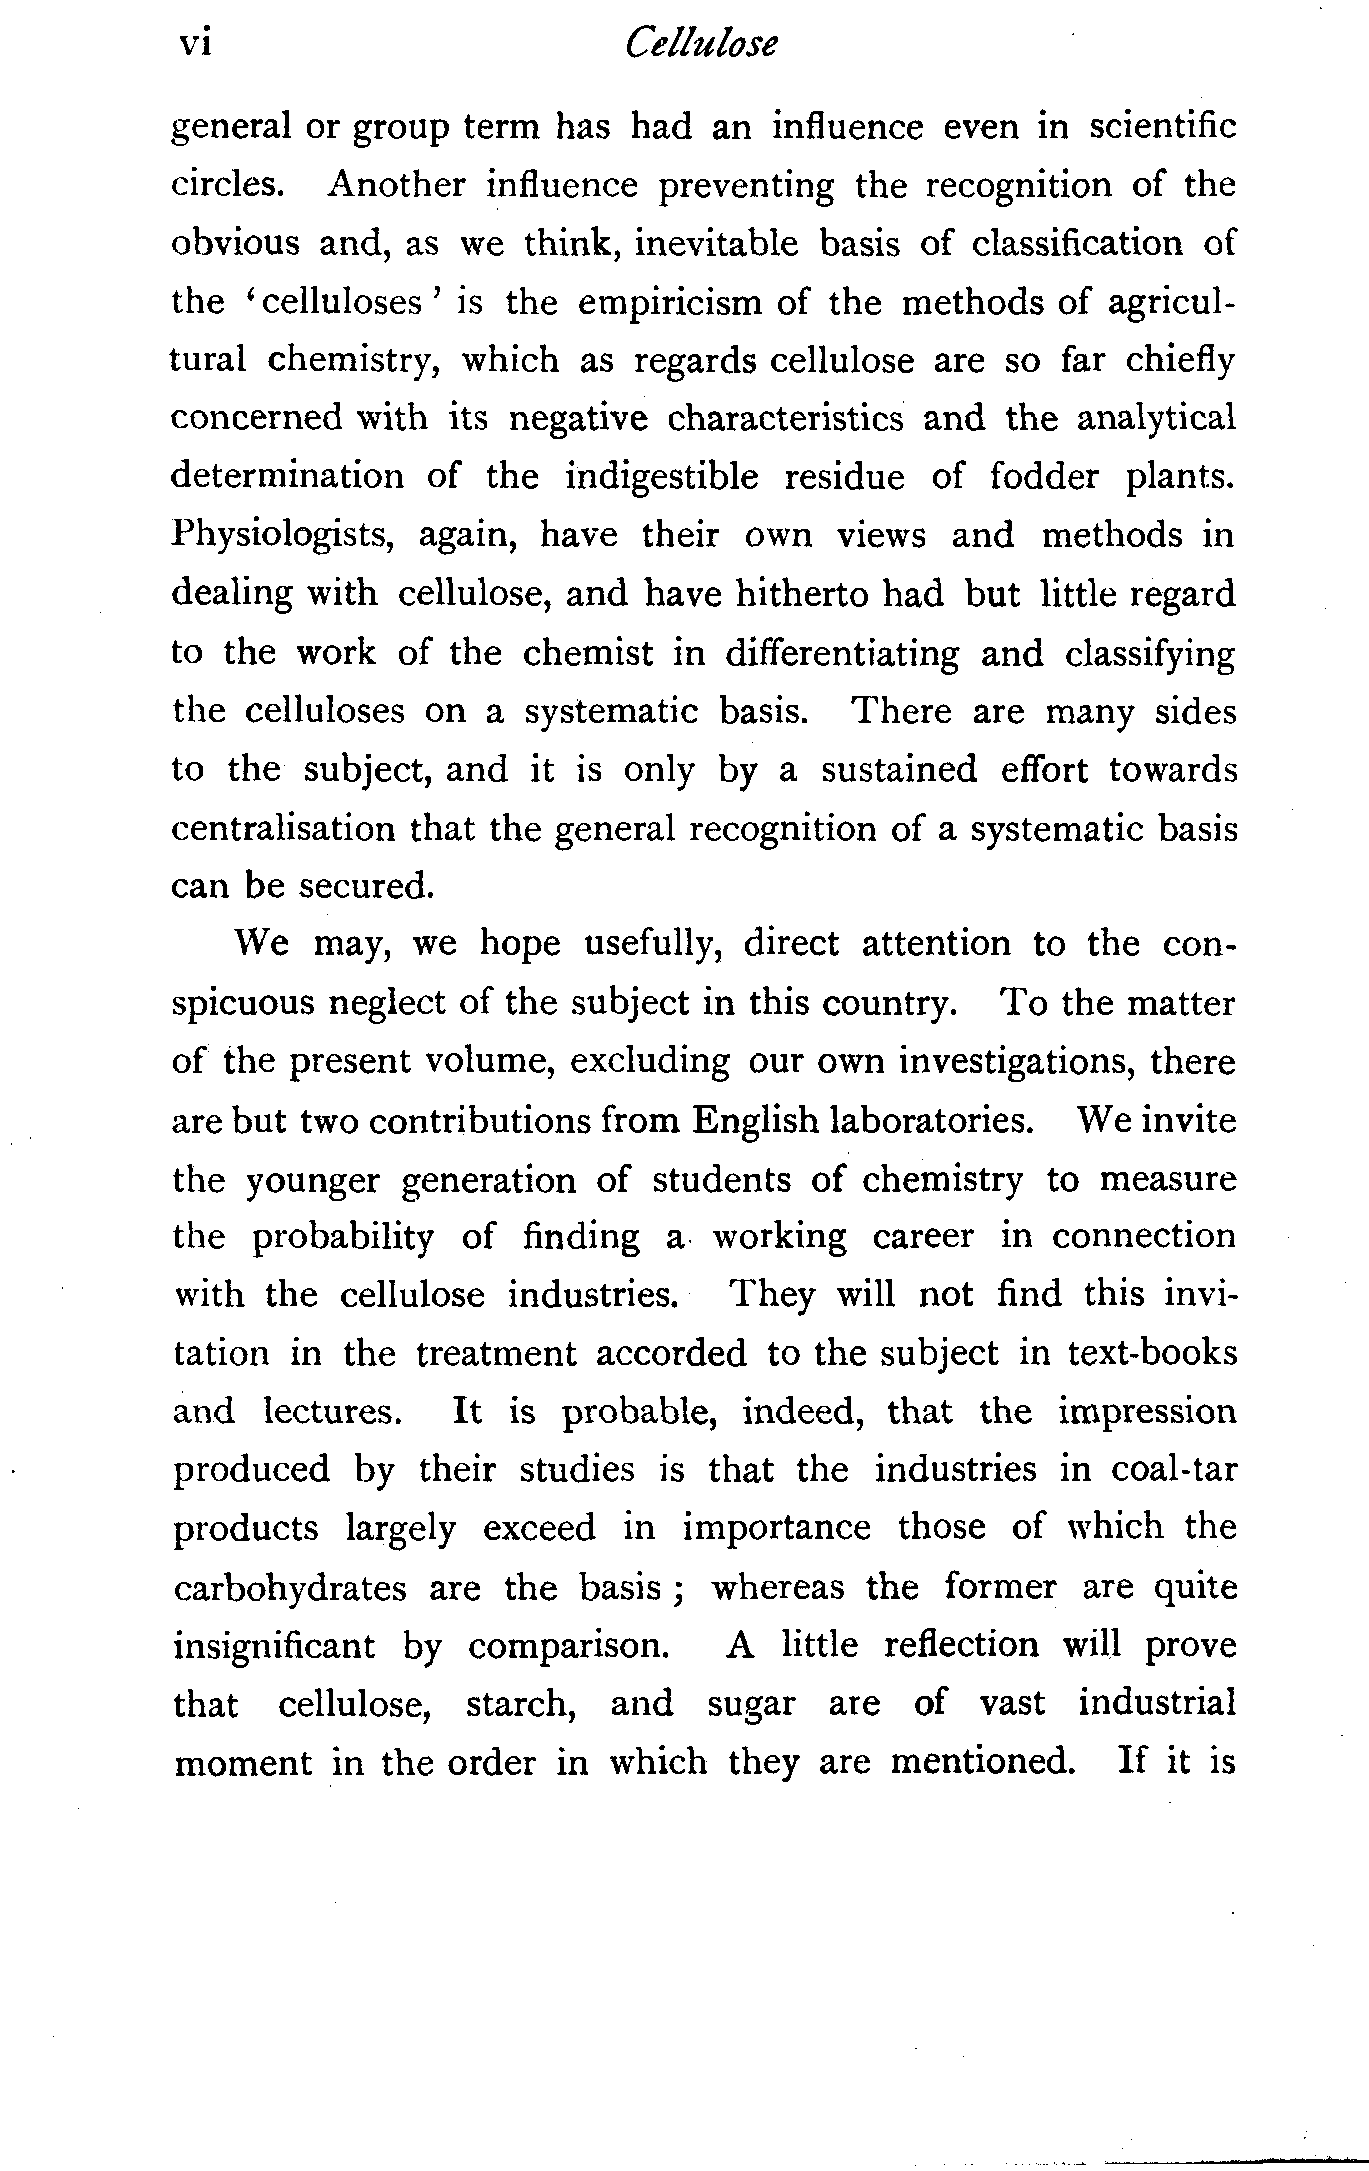 vi Cellulose
general or group term has had an influence even in scientific
circles. Another influence preventing the recognition of the
obvious and, as we think, inevitable basis of classification of
the ‘celluloses’ is the empiricism of the methods of agricul-
tural chemistry, which as regards cellulose are so far chiefly
concerned with its negative characteristics and the analytical
determination of the indigestible residue of fodder plants.
Physiologists, again, have their own views and methods in
dealing with cellulose, and have hitherto had but little regard
to the work of the chemist in differentiating and classifying
the celluloses on a systematic basis. There are many sides
to the subject, and it is only by a sustained effort towards
centralisation that the general recognition of a systematic basis
can be secured.
We may, we hope usefully, direct attention to the con-
spicuous neglect of the subject in this country. To the matter
of the present volume, excluding our own investigations, there
are but two contributions from English laboratories. We invite
the younger generation of students of chemistry to measure
the probability of finding a working career in connection
with the cellulose industries. They will not find this invi-
tation in the treatment accorded to the subject in text-books
and lectures. It is probable, indeed, that the impression
produced by their studies is that the industries in coal-tar
products largely exceed in importance those of which the
carbohydrates are the basis ; whereas the former are quite
insignificant by comparison. A little reflection will prove
that cellulose, starch, and sugar are of vast industrial
moment in the order in which they are mentioned. If it is